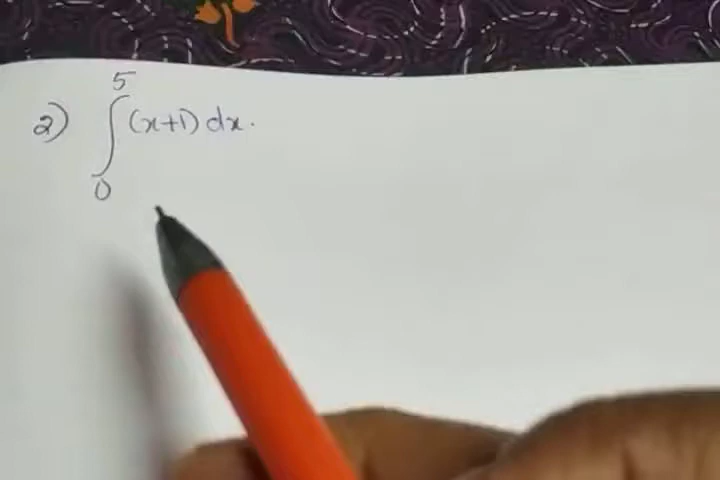 2) ∫₀⁵ (x+1) dx.